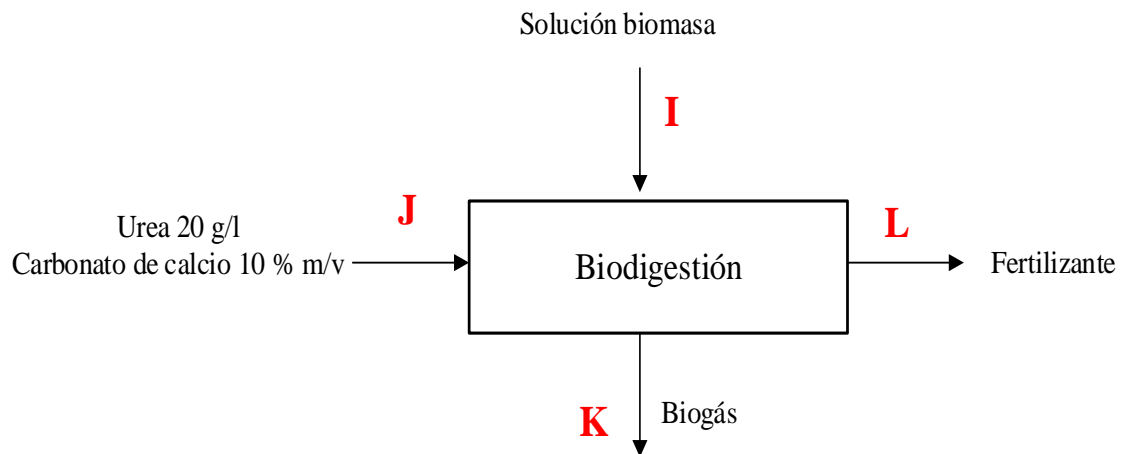 Solución biomasa
I
J
Urea 20 g/l
Carbonato de calcio 10 % m/v
Biodigestión
L
Fertilizante
K
Biogás